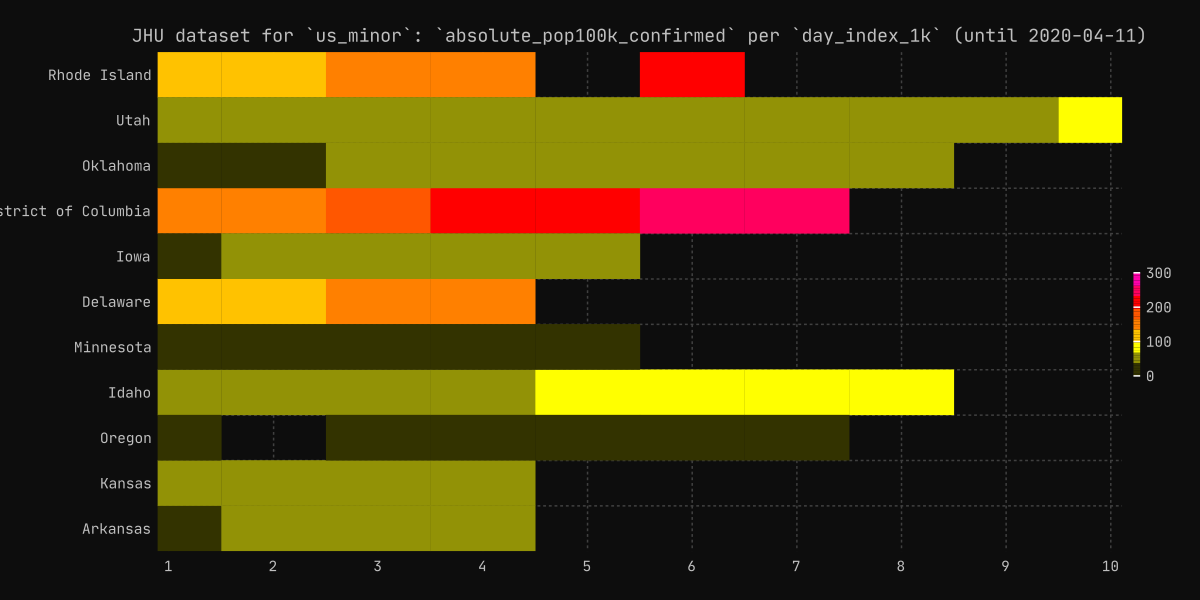 JHU dataset for `us_minor`: `absolute_pop100k_confirmed` per `day_index_1k` (until 2020-04-11)
Rhode Island
Utah
Oklahoma
strict of Columbia
Iowa
Delaware
Minnesota
Idaho
Oregon
Kansas
Arkansas
300
200
100
0
1 2 3 4 5 6 7 8 9 10